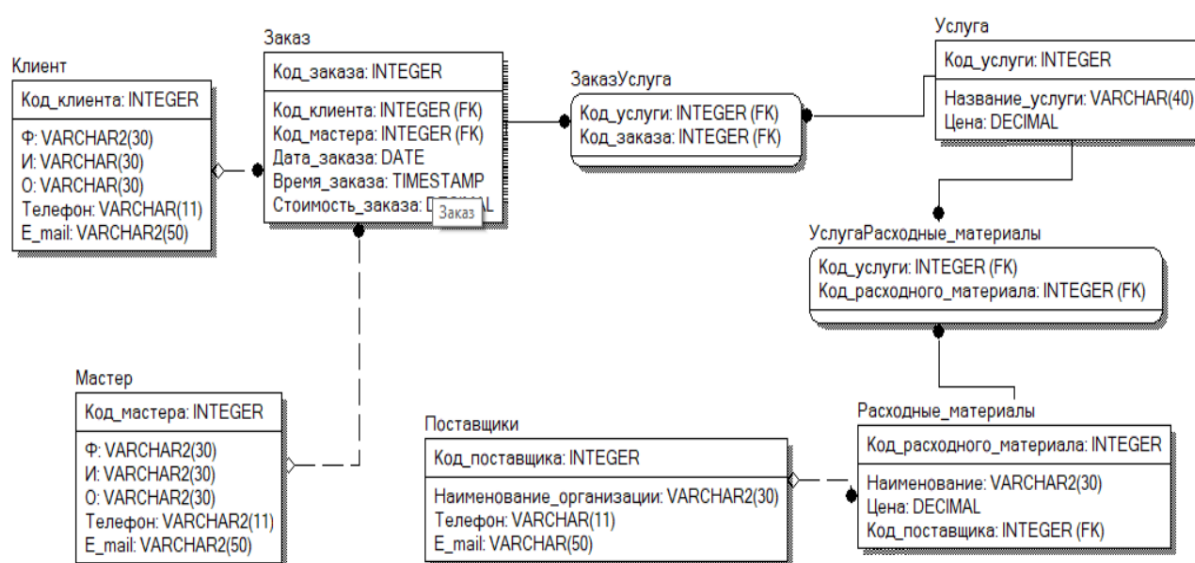 Клиент
Код_клиента: INTEGER
Ф: VARCHAR2(30)
И: VARCHAR(30)
О: VARCHAR(30)
Телефон: VARCHAR(11)
E_mail: VARCHAR2(50)
Заказ
Код_заказа: INTEGER
Код_клиента: INTEGER (FK)
Код_мастера: INTEGER (FK)
Дата_заказа: DATE
Время_заказа: TIMESTAMP
Стоимость_заказа:
Заказ
ЗаказУслуга
Код_услуги: INTEGER (FK)
Код_заказа: INTEGER (FK)
Услуга
Код_услуги: INTEGER
Название_услуги: VARCHAR(40)
Цена: DECIMAL
УслугаРасходные_материалы
Код_услуги: INTEGER (FK)
Код_расходного_материала: INTEGER (FK)
Мастер
Код_мастера: INTEGER
Ф: VARCHAR2(30)
И: VARCHAR2(30)
О: VARCHAR2(30)
Телефон: VARCHAR2(11)
E_mail: VARCHAR2(50)
Поставщики
Код_поставщика: INTEGER
Наименование_организации: VARCHAR2(30)
Телефон: VARCHAR(11)
E_mail: VARCHAR(50)
Расходные_материалы
Код_расходного_материала: INTEGER
Наименование: VARCHAR2(30)
Цена: DECIMAL
Код_поставщика: INTEGER (FK)